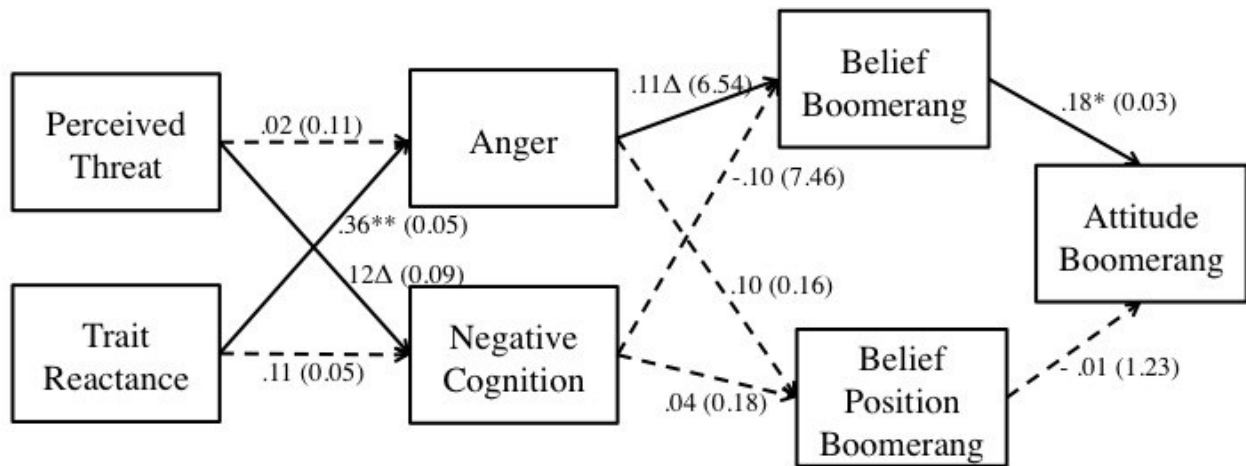 Perceived
Threat
Trait
Reactance
.02 (0.11)
.36** (0.05)
12Δ (0.09)
.11 (0.05)
Anger
Negative
Cognition
.11Δ (6.54)
-.10 (7.46)
.10 (0.16)
.04 (0.18)
Belief
Boomerang
Belief
Position
Boomerang
.18* (0.03)
- .01 (1.23)
Attitude
Boomerang